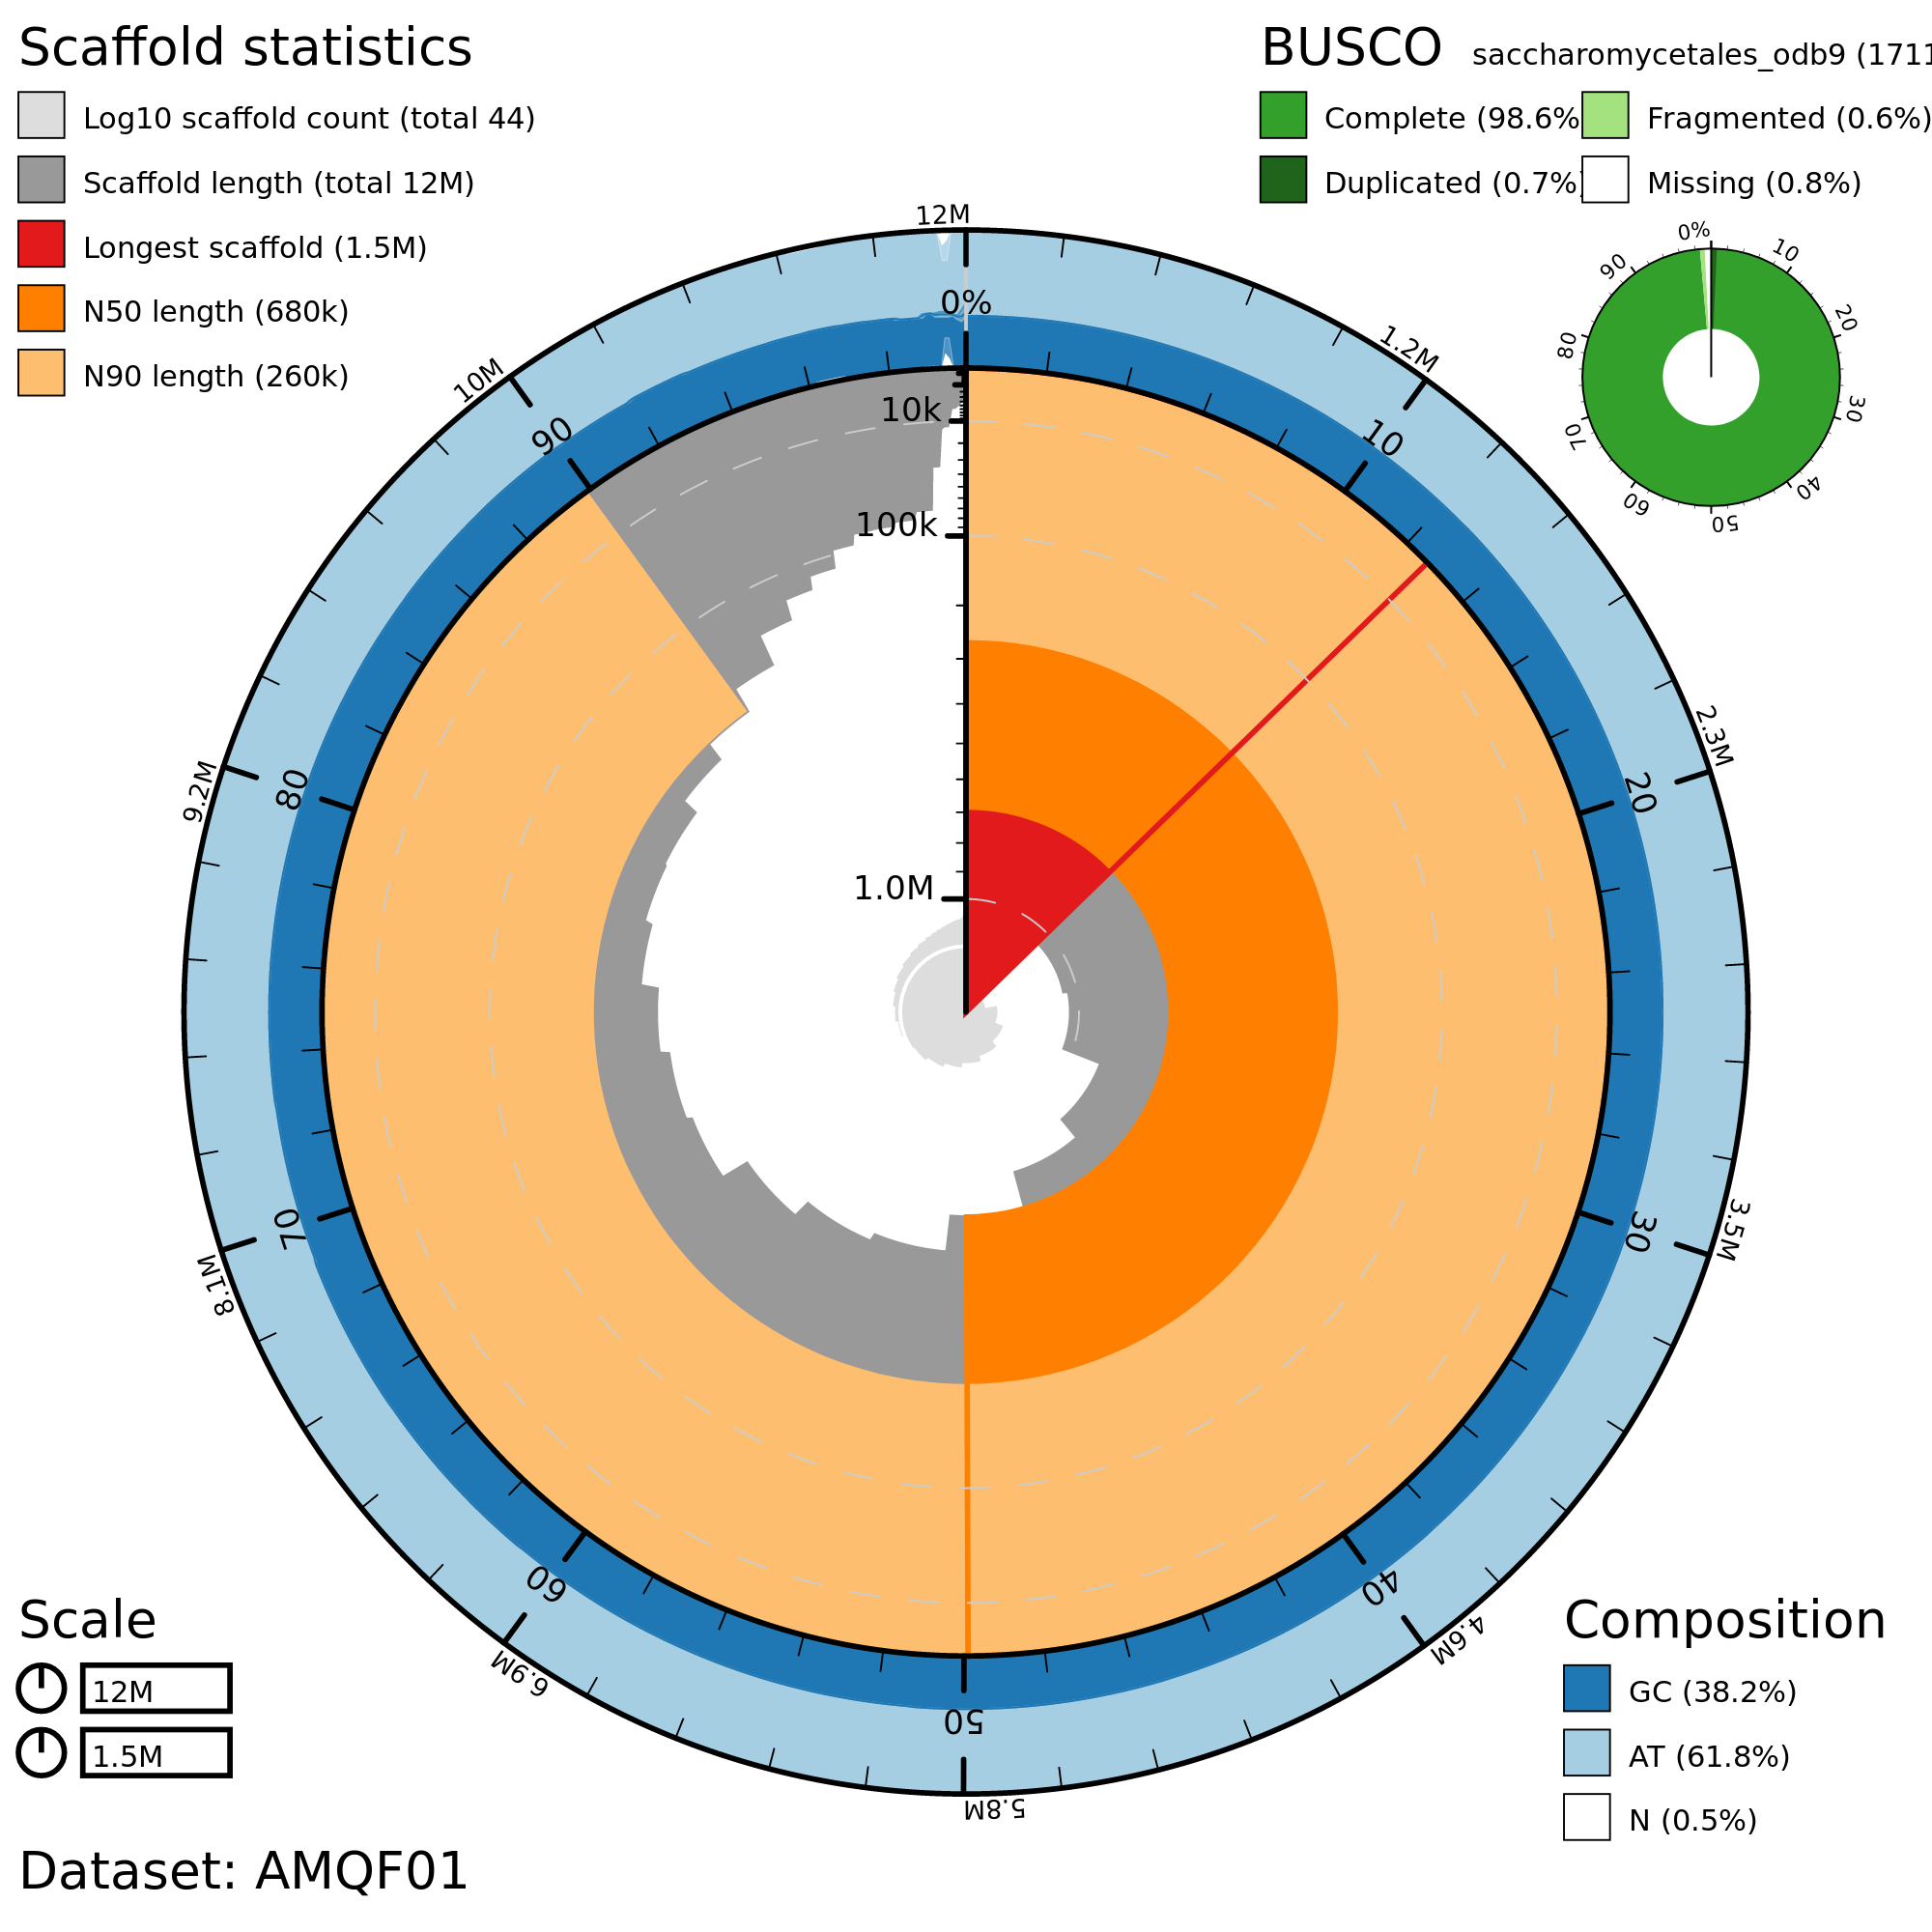 Scaffold statistics
Log10 scaffold count (total 44)
Scaffold length (total 12M)
Longest scaffold (1.5M)
N50 length (680k)
N90 length (260k)
BUSCO saccharomycetales_odb9 (1711
Complete (98.6%
Fragmented (0.6%)
Duplicated (0.7%)
Missing (0.8%)
0%
10
20
30
40
50
60
70
80
90
12M
1.2M
2.3M
3.5M
4.6M
5.8M
6.9M
8.1M
9.2M
10M
0%
10
20
30
40
50
60
70
80
90
10k
100k
1.0M
Scale
12M
1.5M
Composition
GC (38.2%)
AT (61.8%)
N (0.5%)
Dataset: AMQF01